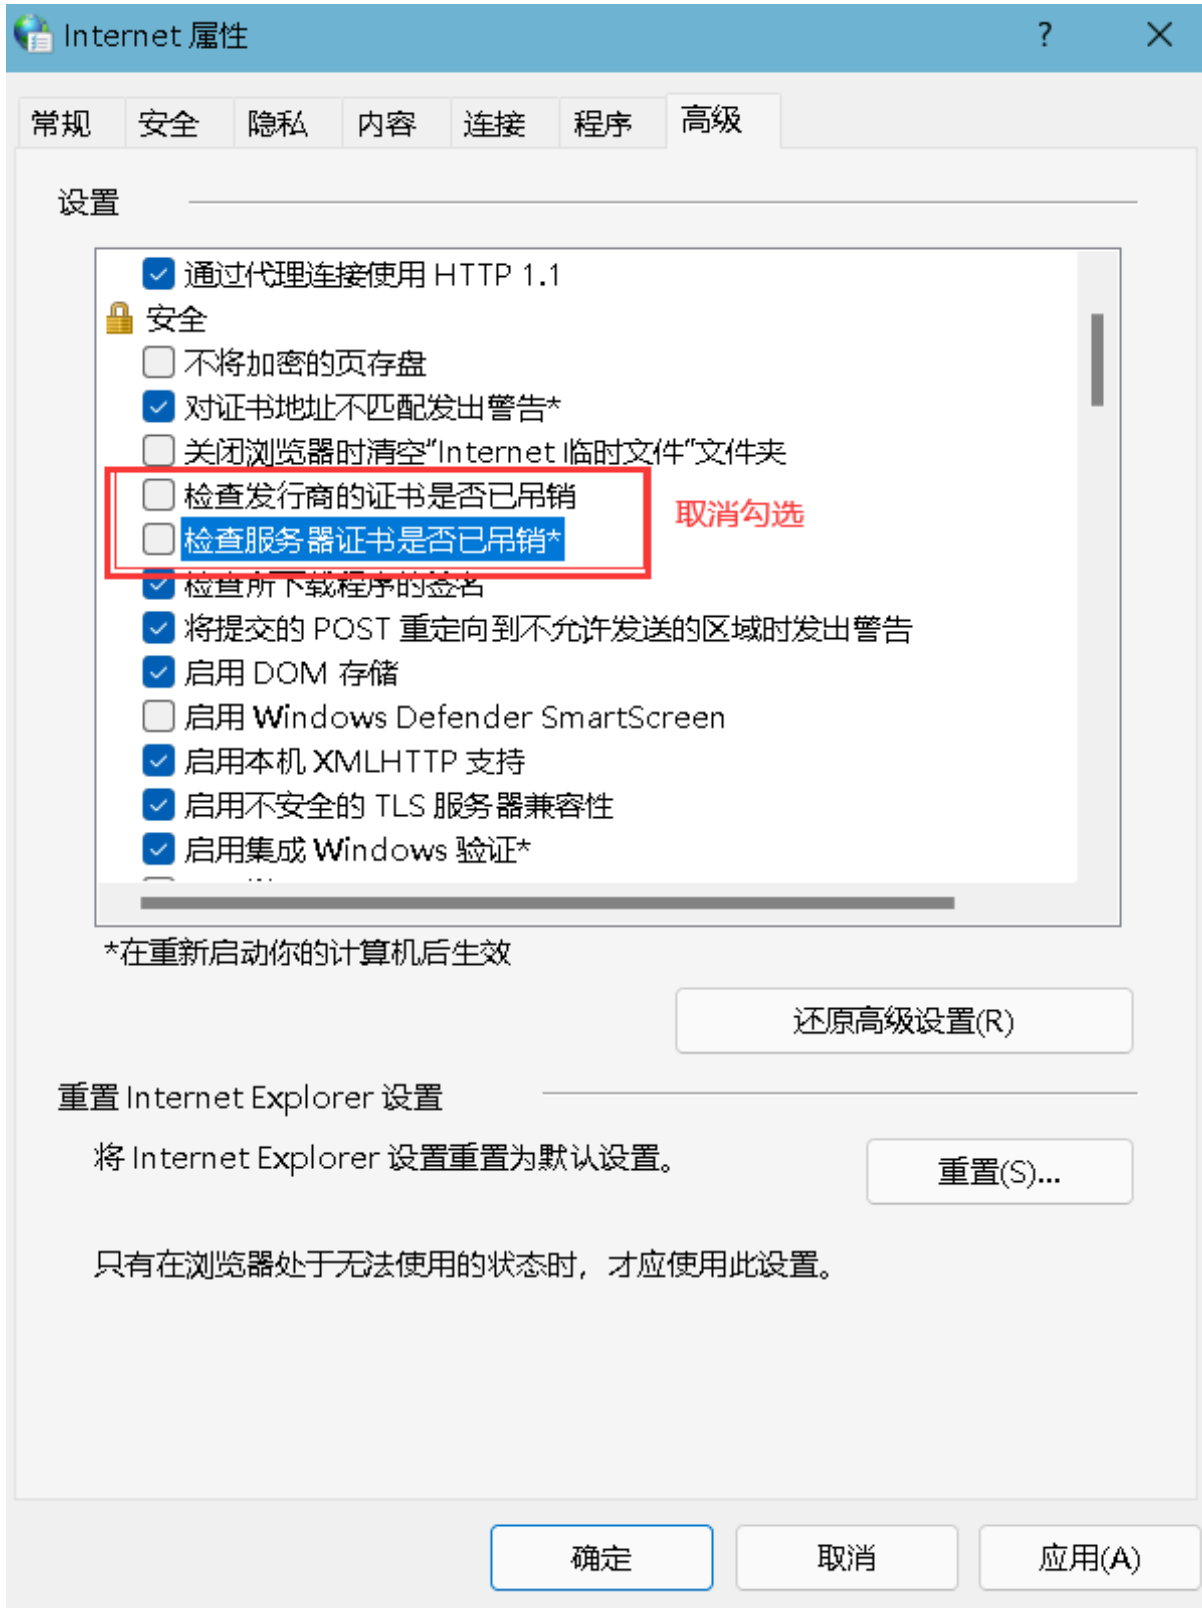 Internet 属性
?
常规 安全 隐私 内容 连接 程序 高级
设置
通过代理连接使用 HTTP 1.1
安全
不将加密的页存盘
对证书地址不匹配发出警告*
关闭浏览器时清空"Internet 临时文件"文件夹
检查发行商的证书是否已吊销
取消勾选
检查服务器证书是否已吊销*
检查所下载程序的签名
将提交的 POST 重定向到不允许发送的区域时发出警告
启用 DOM 存储
启用 Windows Defender SmartScreen
启用本机 XMLHTTP 支持
启用不安全的 TLS 服务器兼容性
启用集成 Windows 验证*
*在重新启动你的计算机后生效
还原高级设置(R)
重置 Internet Explorer 设置
将 Internet Explorer 设置重置为默认设置。
重置(S)...
只有在浏览器处于无法使用的状态时，才应使用此设置。
确定 取消 应用(A)